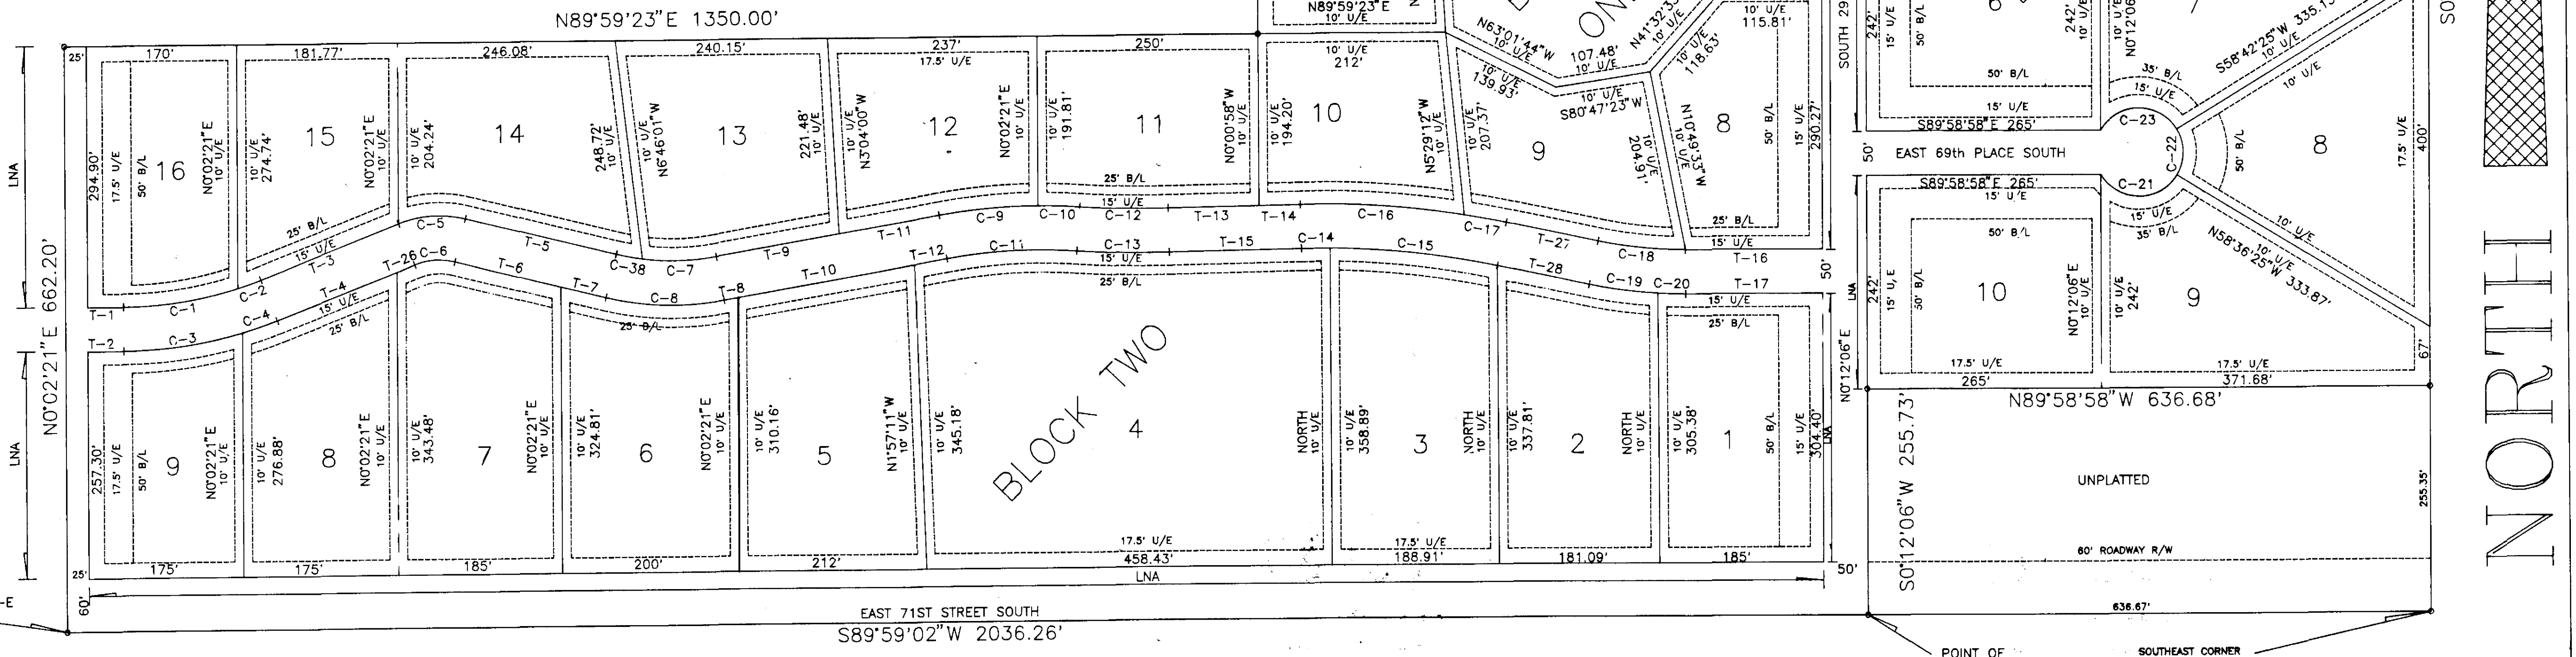 N89°59'23"E 1350.00'
N89°59'23"E
10' U/E
N63°01'44"W
10' U/E
107.48'
10' U/E
10' U/E
115.81'
10' U/E
118.63'
SOUTH 29
242'
15' U/E
50' B/L
6
242'
10' U/E
10' U/E
7
S58°42'25"W
10' U/E
25'
170'
181.77'
246.08'
240.15'
237'
17.5' U/E
250'
10' U/E
212'
10' U/E
139.93'
10' U/E
S80°47'23"W
50' B/L
15' U/E
S89°58'58"E 265'
35' B/L
15' U/E
C-23
C-22
C-21
10' U/E
LNA
294.90'
17.5' U/E
50' B/L
16
N0°02'21"E
10' U/E
10' U/E
274.74'
15
N0°02'21"E
10' U/E
10' U/E
204.24'
14
248.72'
10' U/E
N6°46'01"W
13
221.48'
10' U/E
10' U/E
N3°04'00"W
12
N0°02'21"E
10' U/E
10' U/E
191.81'
11
N0°00'58"W
10' U/E
10' U/E
194.20'
10
N5°29'12"W
10' U/E
10' U/E
207.37'
9
10' U/E
204.91'
N10°49'33"W
10' U/E
8
50' B/L
15' U/E
290.27'
50'
EAST 69th PLACE SOUTH
50' B/L
8
17.5' U/E
400'
25' B/L
15' U/E
25' B/L
15' U/E
25' B/L
15' U/E
T-1
C-1
C-2
T-3
C-5
T-5
C-38
C-7
T-9
T-11
C-9
C-10
C-12
T-13
T-14
C-16
C-17
T-27
C-18
T-16
50'
N0°02'21"E 662.20'
T-2
C-3
C-4
T-4
T-26
C-6
T-6
T-7
C-8
T-8
T-10
T-12
C-11
C-13
T-15
C-14
C-15
T-28
C-19
C-20
T-17
15' U/E
25' B/L
25' B/L
15' U/E
25' B/L
15' U/E
25' B/L
S89°58'58"E 265'
15' U/E
50' B/L
15' U/E
35' B/L
10' U/E
N58°36'25"W 333.87'
10' U/E
LNA
242'
15' U/E
50' B/L
10
N0°12'06"E
10' U/E
10' U/E
242'
9
17.5' U/E
265'
17.5' U/E
371.68'
67'
N0°12'06"E
N89°58'58"W 636.68'
LNA
257.30'
17.5' U/E
50' B/L
9
N0°02'21"E
10' U/E
10' U/E
276.88'
8
N0°02'21"E
10' U/E
10' U/E
343.48'
7
N0°02'21"E
10' U/E
10' U/E
324.81'
6
N0°02'21"E
10' U/E
10' U/E
310.16'
5
N1°57'11"W
10' U/E
10' U/E
345.18'
BLOCK TWO
4
NORTH
10' U/E
10' U/E
358.89'
3
NORTH
10' U/E
10' U/E
337.81'
2
NORTH
10' U/E
10' U/E
305.38'
1
50' B/L
15' U/E
304.40'
LNA
S0°12'06"W 255.73'
UNPLATTED
255.35'
60' ROADWAY R/W
NORTH
25'
175'
175'
185'
200'
212'
17.5' U/E
458.43'
17.5' U/E
188.91'
181.09'
185'
50'
LNA
60'
EAST 71ST STREET SOUTH
S89°59'02"W 2036.26'
636.67'
POINT OF
SOUTHEAST CORNER